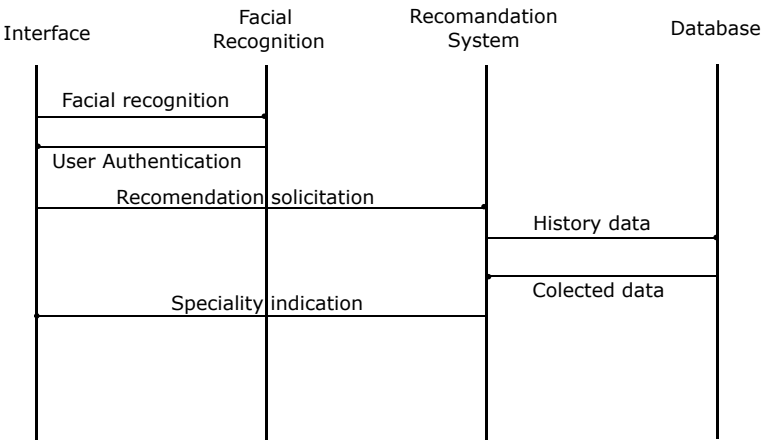 Interface
Facial
Recognition
Recomandation
System
Database
Facial recognition
User Authentication
Recomendation solicitation
History data
Colected data
Speciality indication